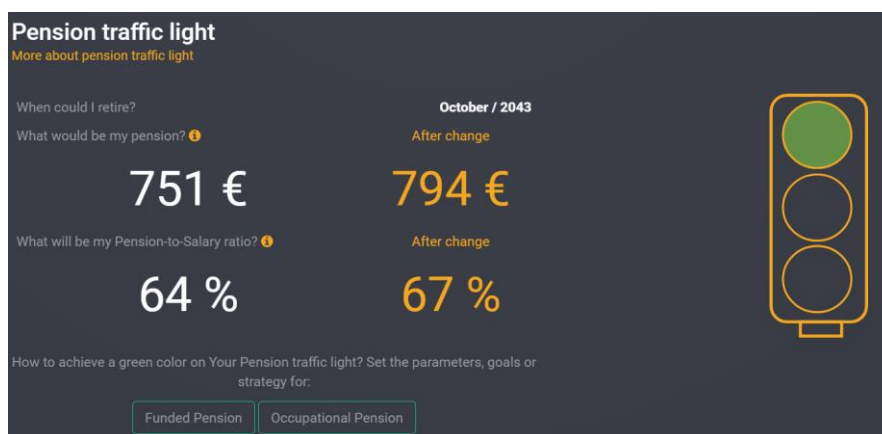 Pension traffic light
More about pension traffic light
When could I retire? October / 2043
What would be my pension? After change
751 € 794 €
What will be my Pension-to-Salary ratio? After change
64 % 67 %
How to achieve a green color on Your Pension traffic light? Set the parameters, goals or
strategy for:
Funded Pension Occupational Pension